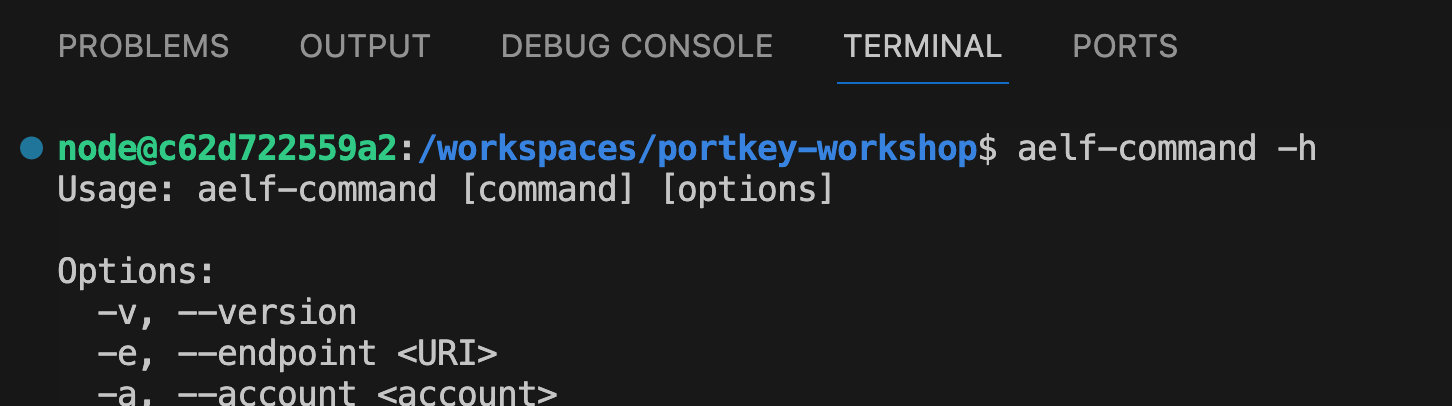 PROBLEMS OUTPUT DEBUG CONSOLE TERMINAL PORTS
node@c62d722559a2:/workspaces/portkey-workshop$ aelf-command -h
Usage: aelf-command [command] [options]
Options:
-v, --version
-e, --endpoint <URI>
-a, --account <account>